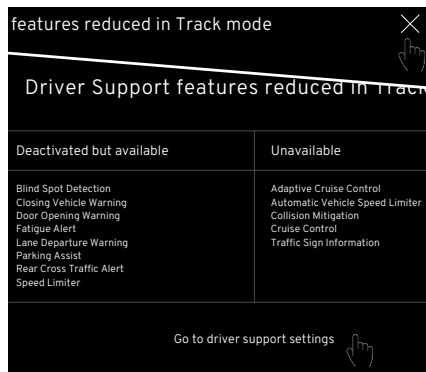 features reduced in Track mode
Driver Support features reduced in Track
Deactivated but available
Unavailable
Blind Spot Detection
Closing Vehicle Warning
Door Opening Warning
Fatigue Alert
Lane Departure Warning
Parking Assist
Rear Cross Traffic Alert
Speed Limiter
Adaptive Cruise Control
Automatic Vehicle Speed Limiter
Collision Mitigation
Cruise Control
Traffic Sign Information
Go to driver support settings